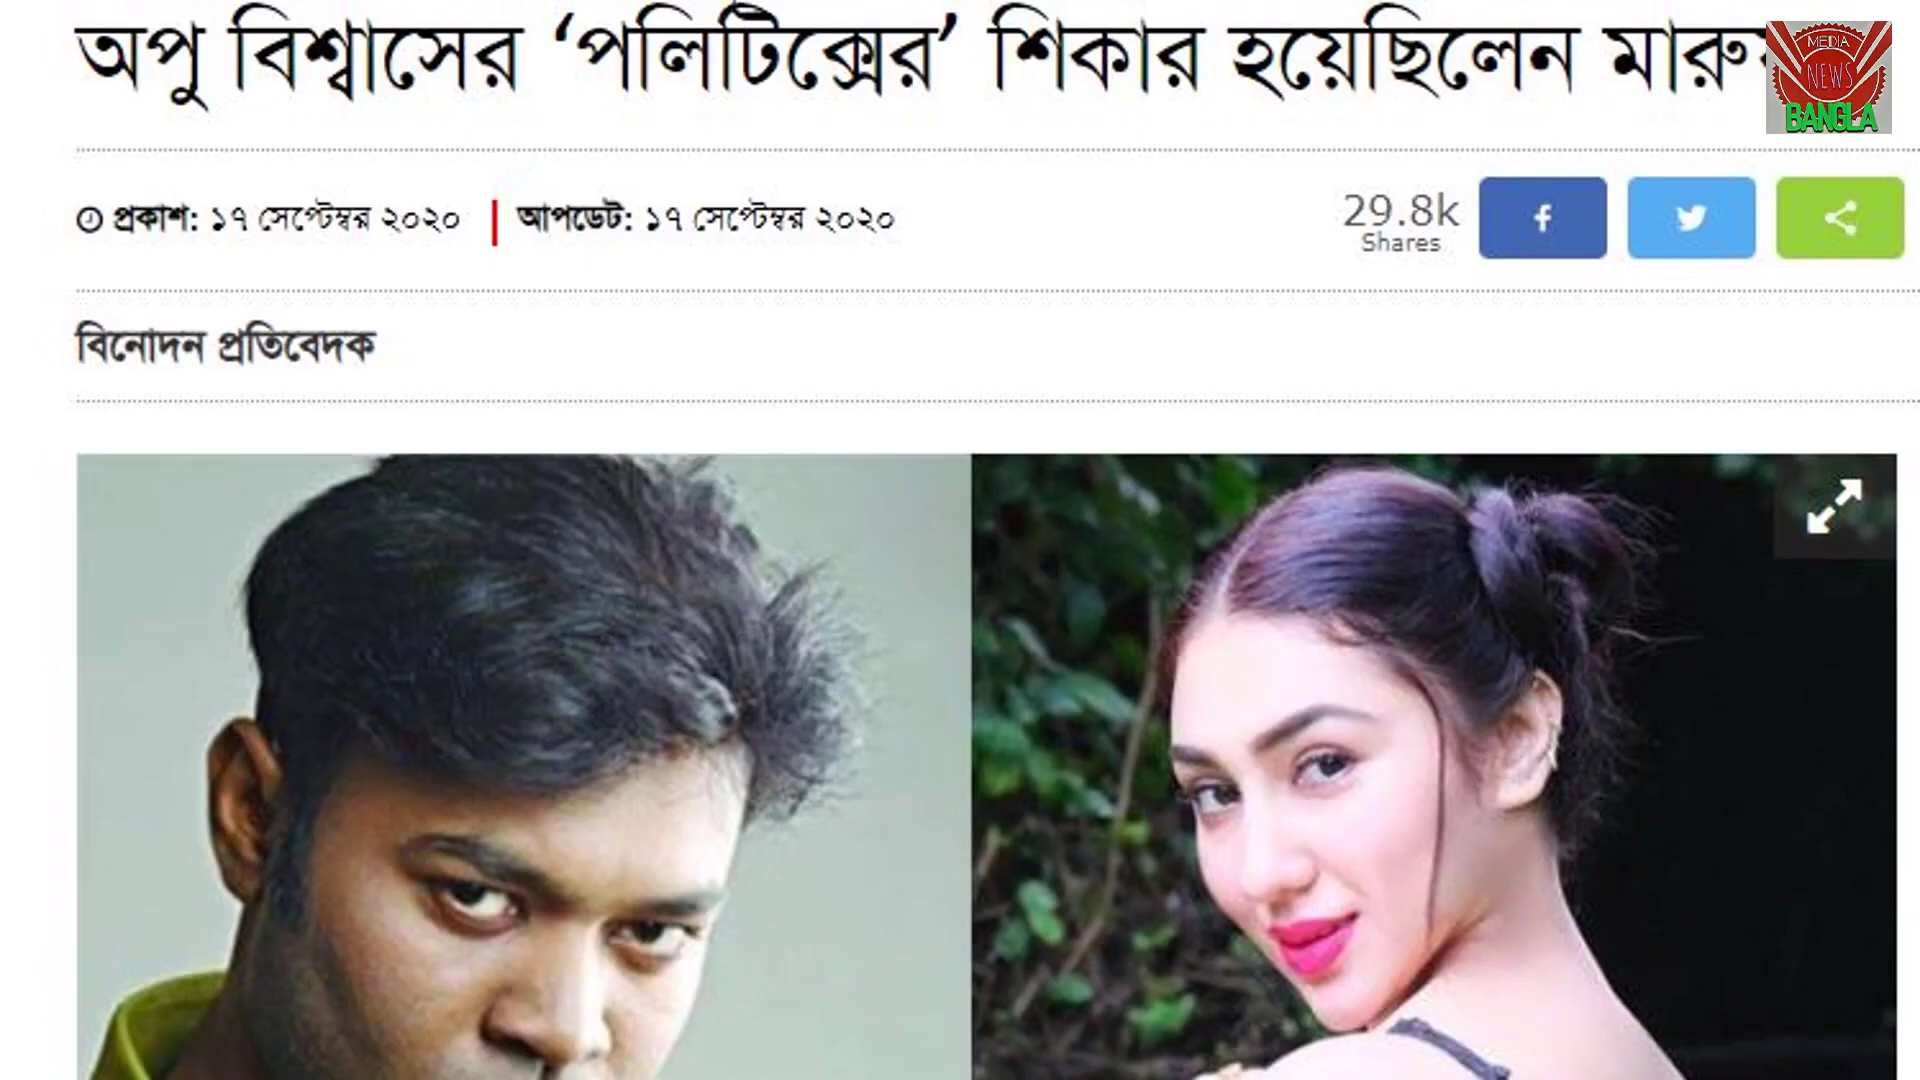 অপু বিশ্বাসের ‘পলিটিক্সের’ শিকার হয়েছিলেন
MEDIA
NEWS
BANGLA
প্রকাশ: ১৭ সেপ্টেম্বর ২০২০ | আপডেট: ১৭ সেপ্টেম্বর ২০২০
29.8k
Shares
বিনোদন প্রতিবেদক